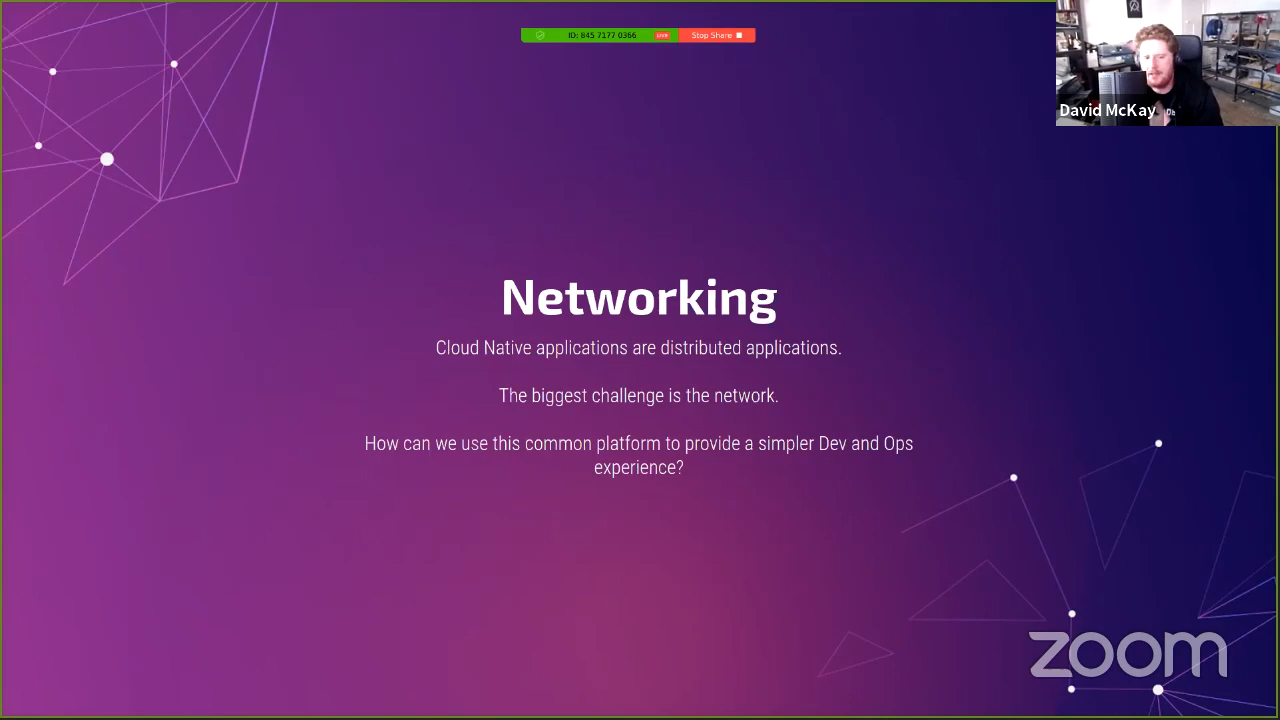 ID: 845 7177 0366 LIVE Stop Share
David McKay
Networking
Cloud Native applications are distributed applications.
The biggest challenge is the network.
How can we use this common platform to provide a simpler Dev and Ops
experience?
zoom